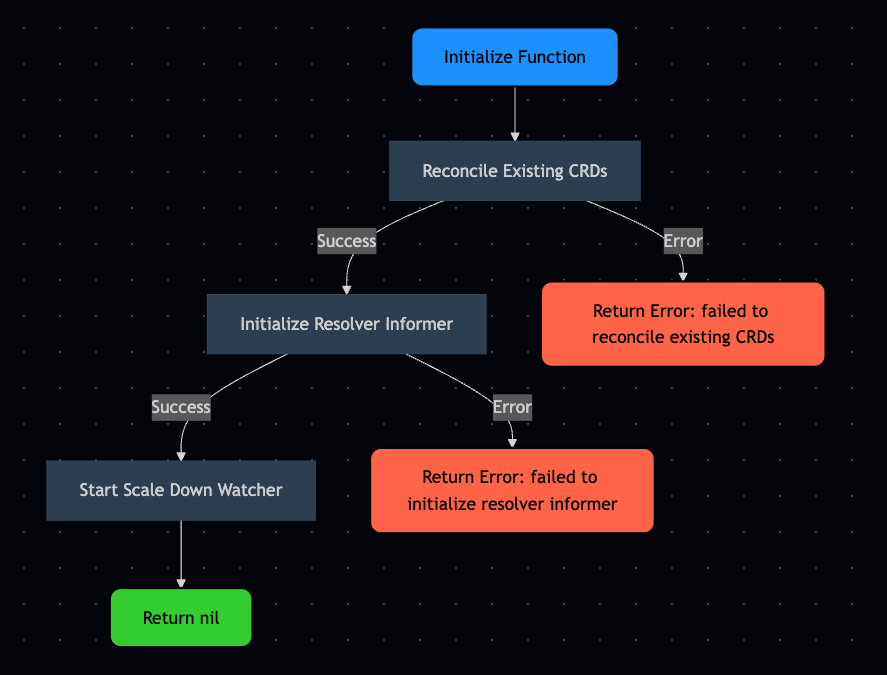 Initialize Function
Reconcile Existing CRDs
Success
Error
Initialize Resolver Informer
Return Error: failed to
reconcile existing CRDs
Success
Error
Start Scale Down Watcher
Return Error: failed to
initialize resolver informer
Return nil